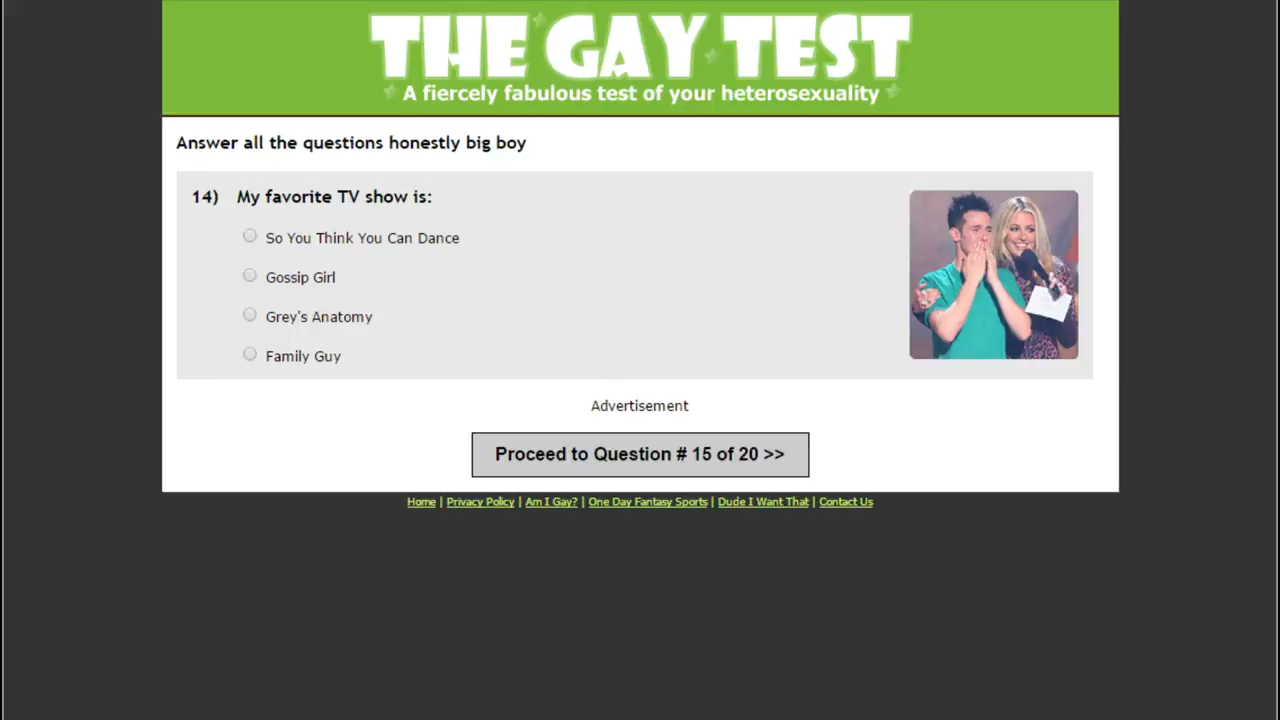 THE GAY TEST
A fiercely fabulous test of your heterosexuality
Answer all the questions honestly big boy
14) My favorite TV show is:
So You Think You Can Dance
Gossip Girl
Grey's Anatomy
Family Guy
Advertisement
Proceed to Question # 15 of 20 >>
Home | Privacy Policy | Am I Gay? | One Day Fantasy Sports | Dude I Want That | Contact Us